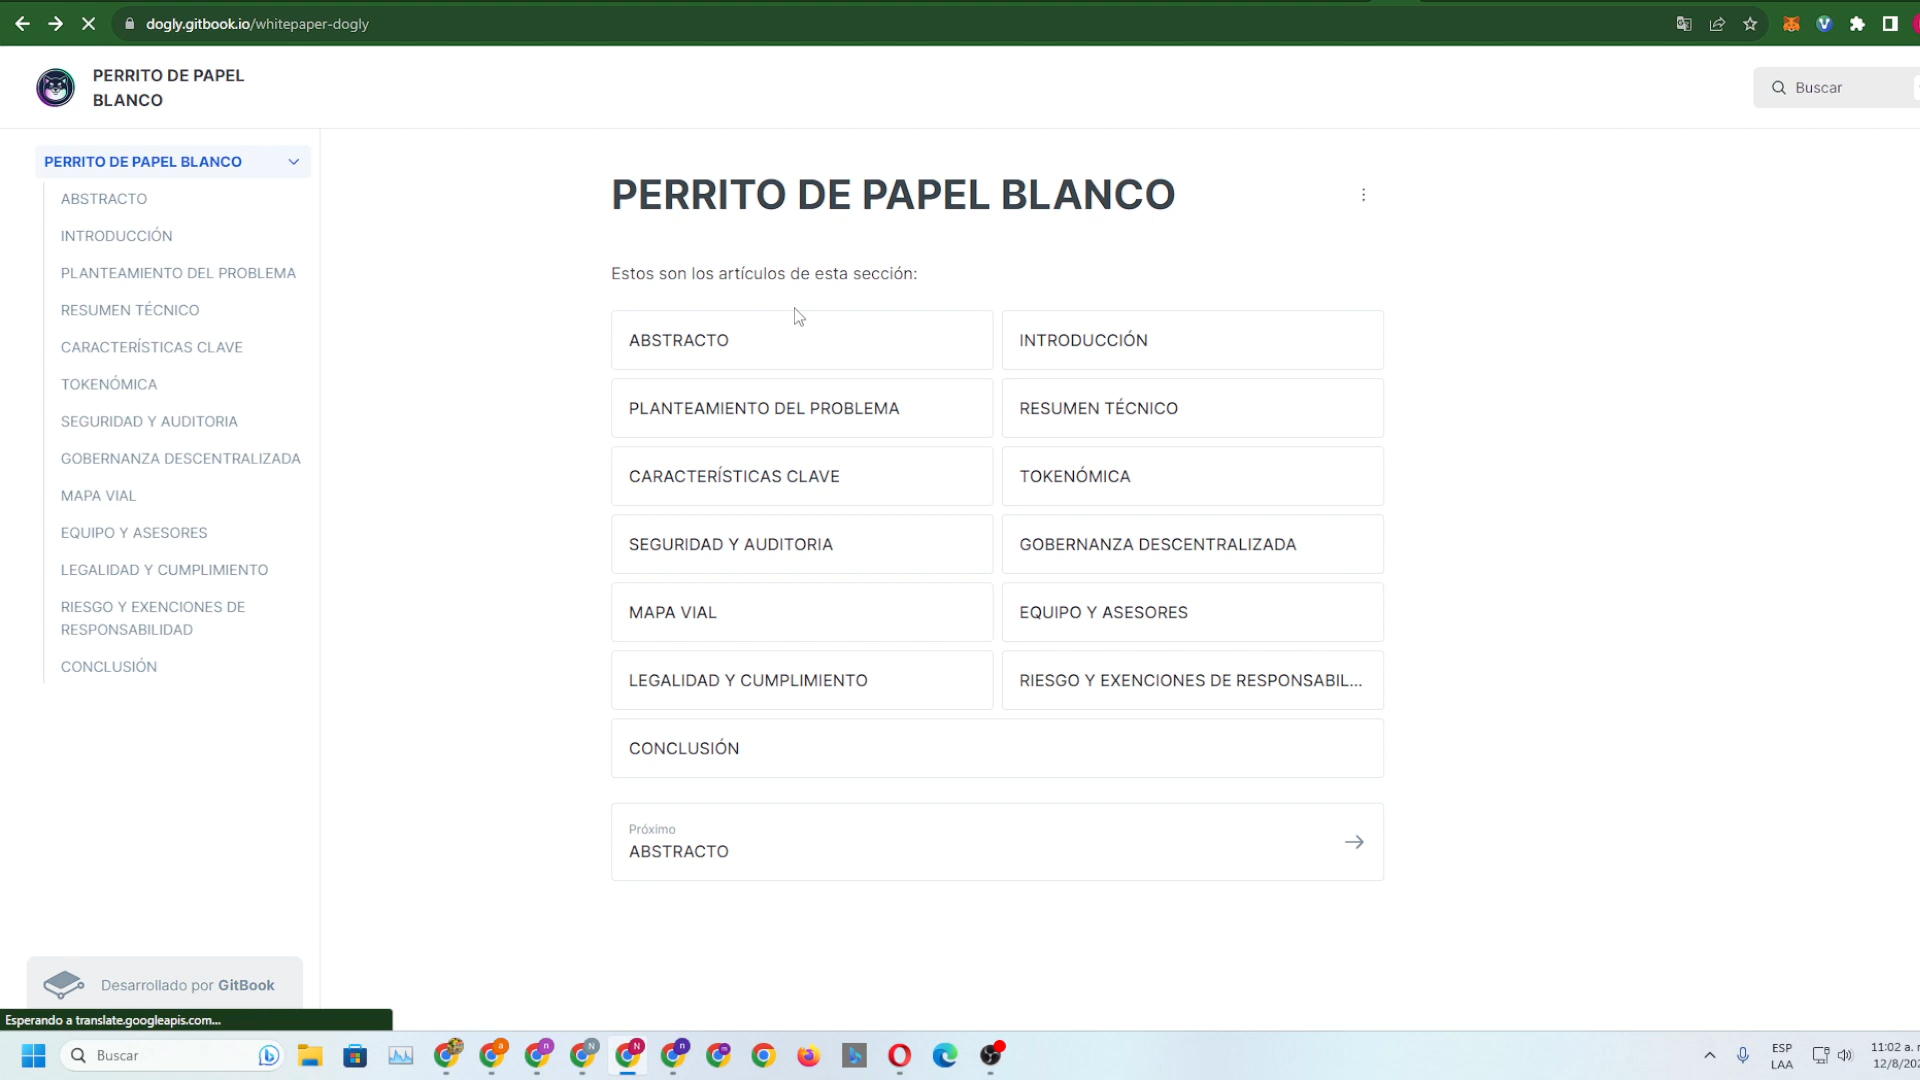 dogly.gitbook.io/whitepaper-dogly
PERRITO DE PAPEL
BLANCO
Buscar
PERRITO DE PAPEL BLANCO
ABSTRACTO
INTRODUCCIÓN
PLANTEAMIENTO DEL PROBLEMA
RESUMEN TÉCNICO
CARACTERÍSTICAS CLAVE
TOKENÓMICA
SEGURIDAD Y AUDITORIA
GOBERNANZA DESCENTRALIZADA
MAPA VIAL
EQUIPO Y ASESORES
LEGALIDAD Y CUMPLIMIENTO
RIESGO Y EXENCIONES DE
RESPONSABILIDAD
CONCLUSIÓN
PERRITO DE PAPEL BLANCO
Estos son los artículos de esta sección:
ABSTRACTO
INTRODUCCIÓN
PLANTEAMIENTO DEL PROBLEMA
RESUMEN TÉCNICO
CARACTERÍSTICAS CLAVE
TOKENÓMICA
SEGURIDAD Y AUDITORIA
GOBERNANZA DESCENTRALIZADA
MAPA VIAL
EQUIPO Y ASESORES
LEGALIDAD Y CUMPLIMIENTO
RIESGO Y EXENCIONES DE RESPONSABIL...
CONCLUSIÓN
Próximo
ABSTRACTO
Desarrollado por GitBook
Esperando a translate.googleapis.com...
Buscar
ESP
LAA
11:02 a.
12/8/202